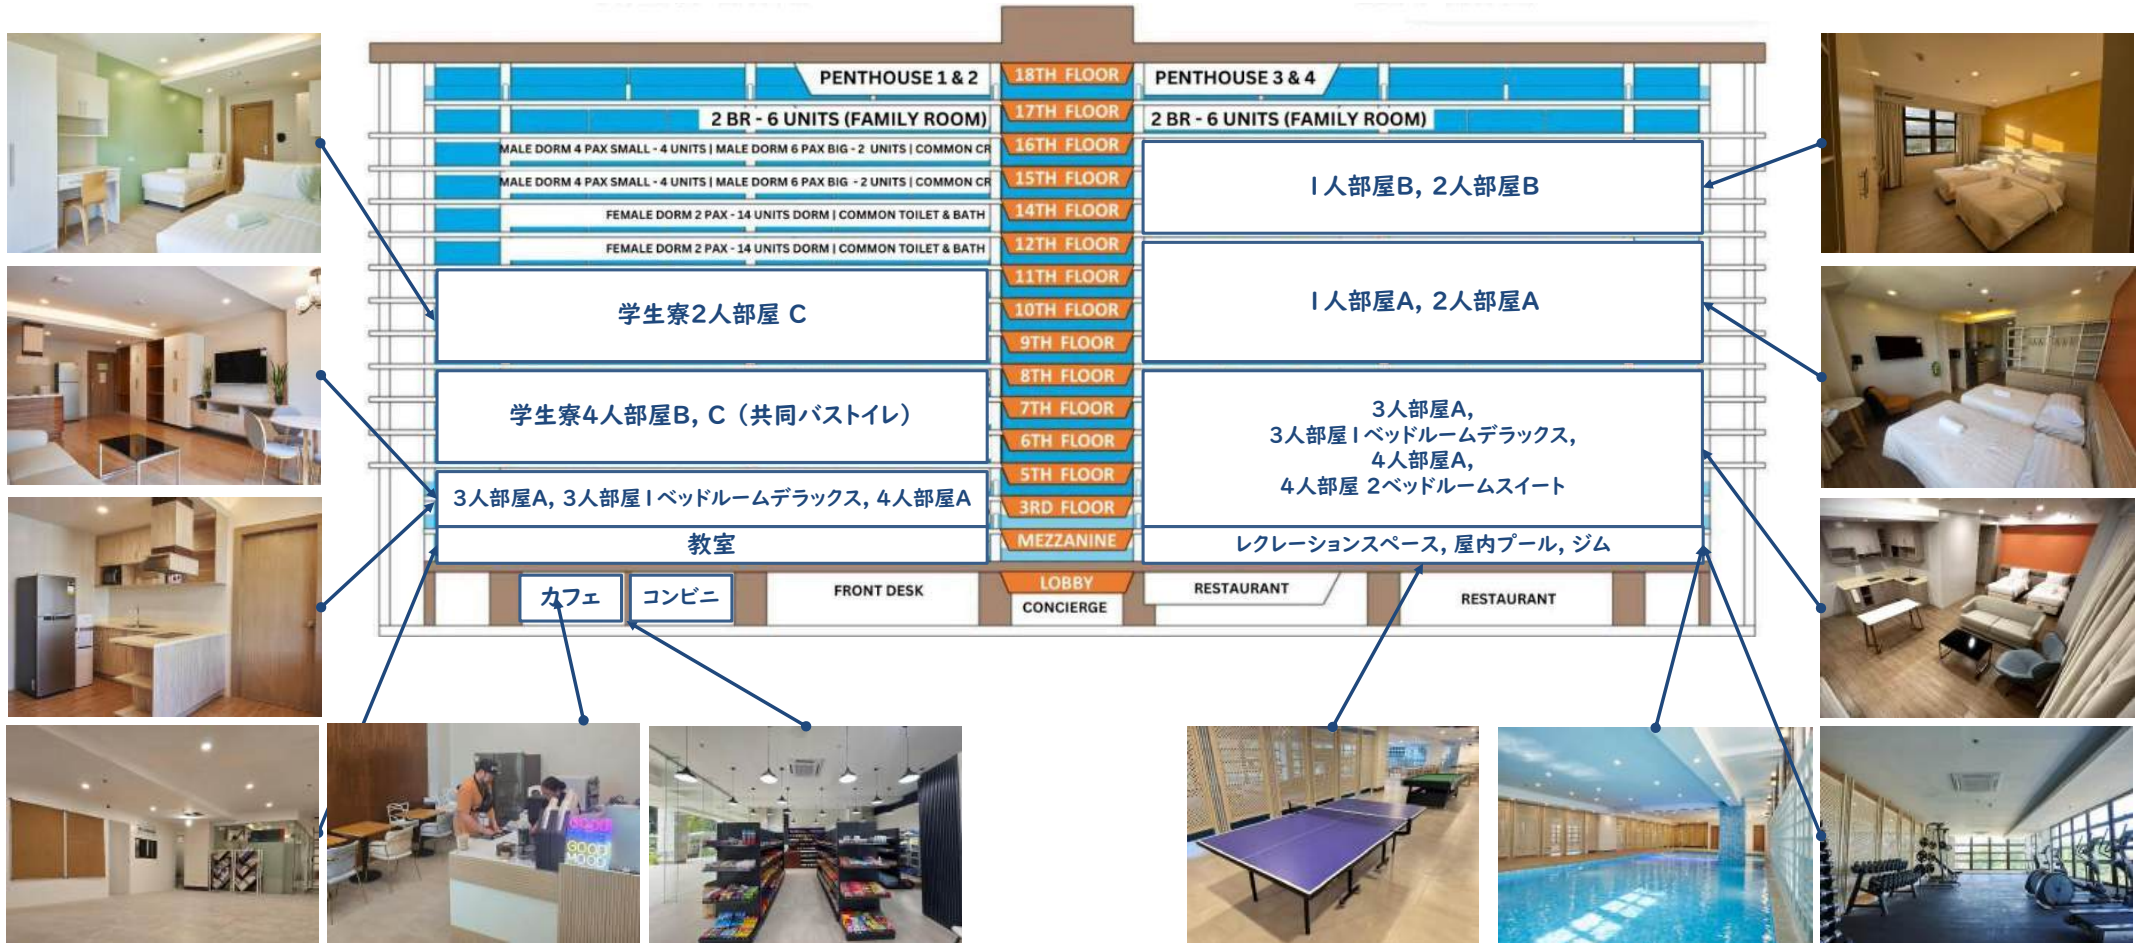 PENTHOUSE 1 & 2
18TH FLOOR
PENTHOUSE 3 & 4
2 BR - 6 UNITS (FAMILY ROOM)
17TH FLOOR
2 BR - 6 UNITS (FAMILY ROOM)
MALE DORM 4 PAX SMALL - 4 UNITS | MALE DORM 6 PAX BIG - 2 UNITS | COMMON CR
16TH FLOOR
MALE DORM 4 PAX SMALL - 4 UNITS | MALE DORM 6 PAX BIG - 2 UNITS | COMMON CR
15TH FLOOR
1人部屋B, 2人部屋B
FEMALE DORM 2 PAX - 14 UNITS DORM | COMMON TOILET & BATH
14TH FLOOR
FEMALE DORM 2 PAX - 14 UNITS DORM | COMMON TOILET & BATH
12TH FLOOR
11TH FLOOR
学生寮2人部屋 C
10TH FLOOR
1人部屋A, 2人部屋A
9TH FLOOR
8TH FLOOR
学生寮4人部屋B, C（共同バストイレ）
7TH FLOOR
6TH FLOOR
3人部屋A,
3人部屋1ベッドルームデラックス,
4人部屋A,
4人部屋 2ベッドルームスイート
5TH FLOOR
3人部屋A, 3人部屋1ベッドルームデラックス, 4人部屋A
3RD FLOOR
教室
MEZZANINE
レクレーションスペース, 屋内プール, ジム
カフェ
コンビニ
FRONT DESK
LOBBY
CONCIERGE
RESTAURANT
RESTAURANT
GOOD
GOOD
MOOD